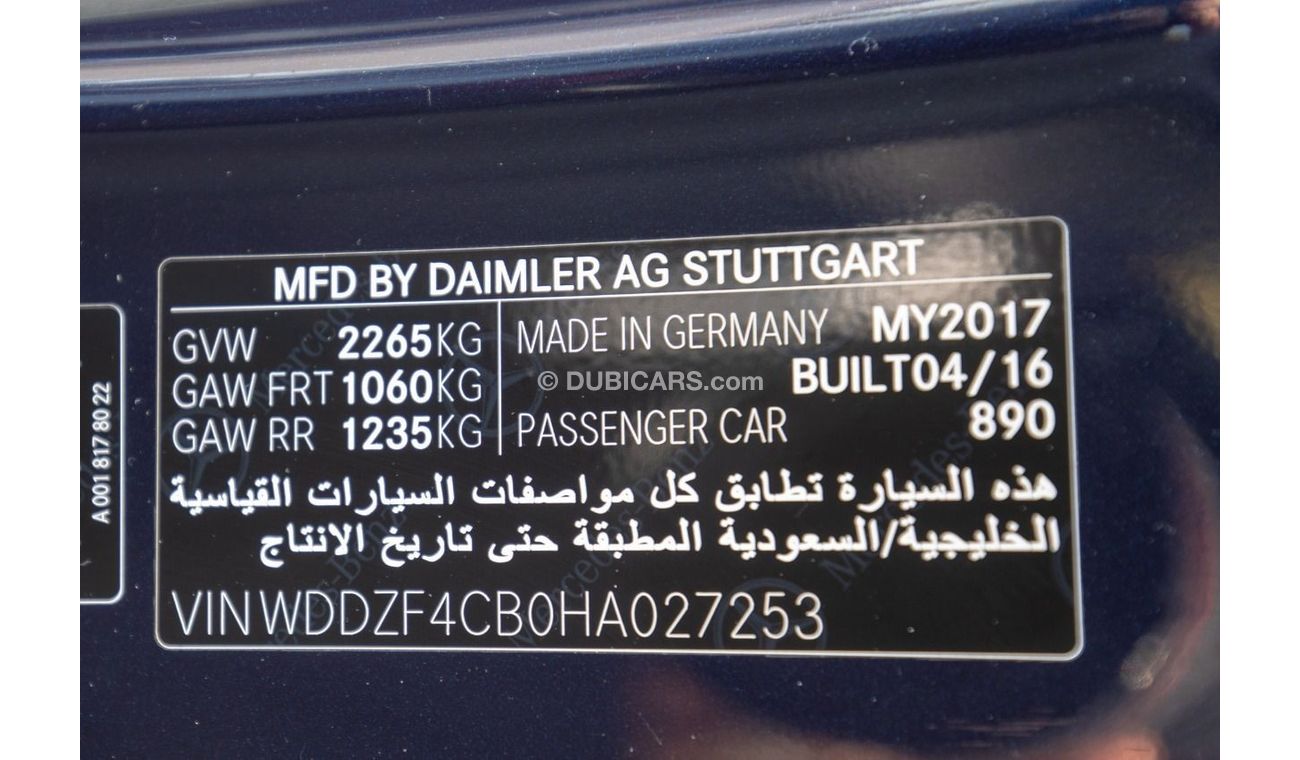 MFD BY DAIMLER AG STUTTGART
GVW 2265KG
GAW FRT 1060KG
GAW RR 1235KG
MADE IN GERMANY MY2017
BUILT04/16
PASSENGER CAR 890
هذه السيارة تطابق كل مواصفات السيارات القياسية
الخليجية/السعودية المطبقة حتى تاريخ الانتاج
VIN WDDZF4CB0HA027253
A 001 817 80 22
© DUBICARS.com
Mercedes-Benz